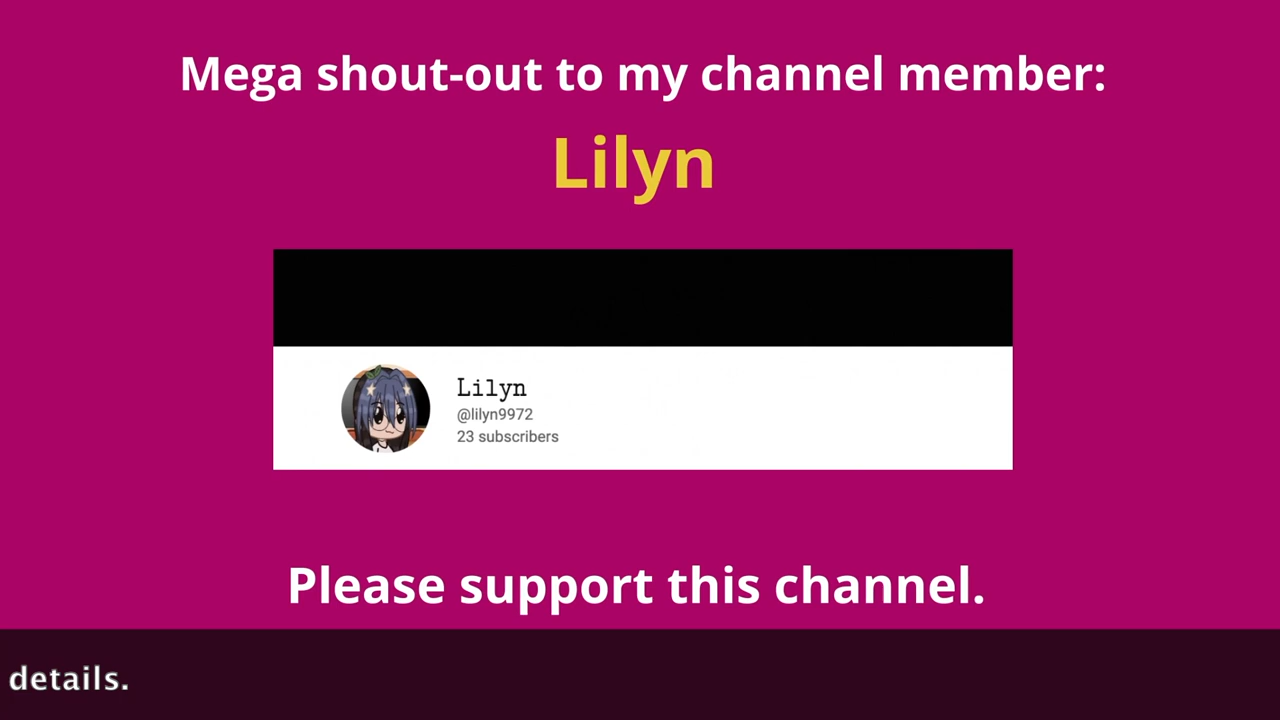 Mega shout-out to my channel member:
Lilyn
Lilyn
@lilyn9972
23 subscribers
Please support this channel.
details.